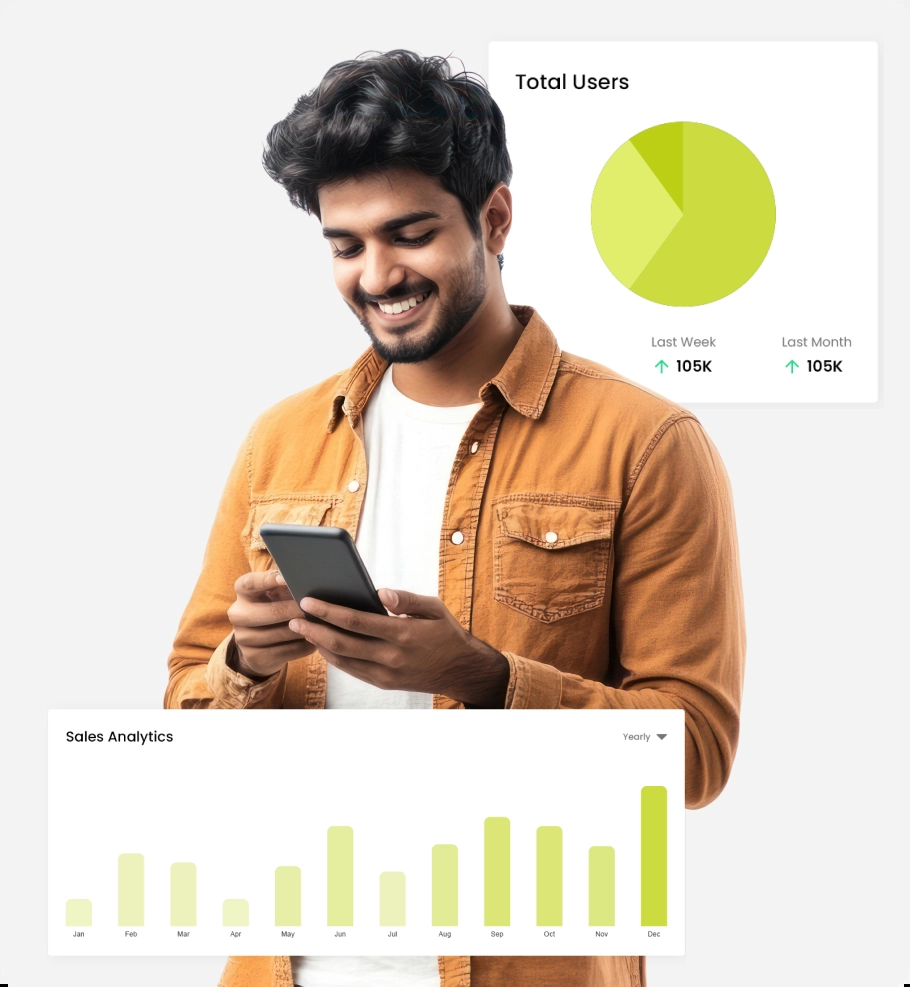 Total Users
Last Week Last Month
105K 105K
Sales Analytics Yearly
Jan Feb Mar Apr May Jun Jul Aug Sep Oct Nov Dec